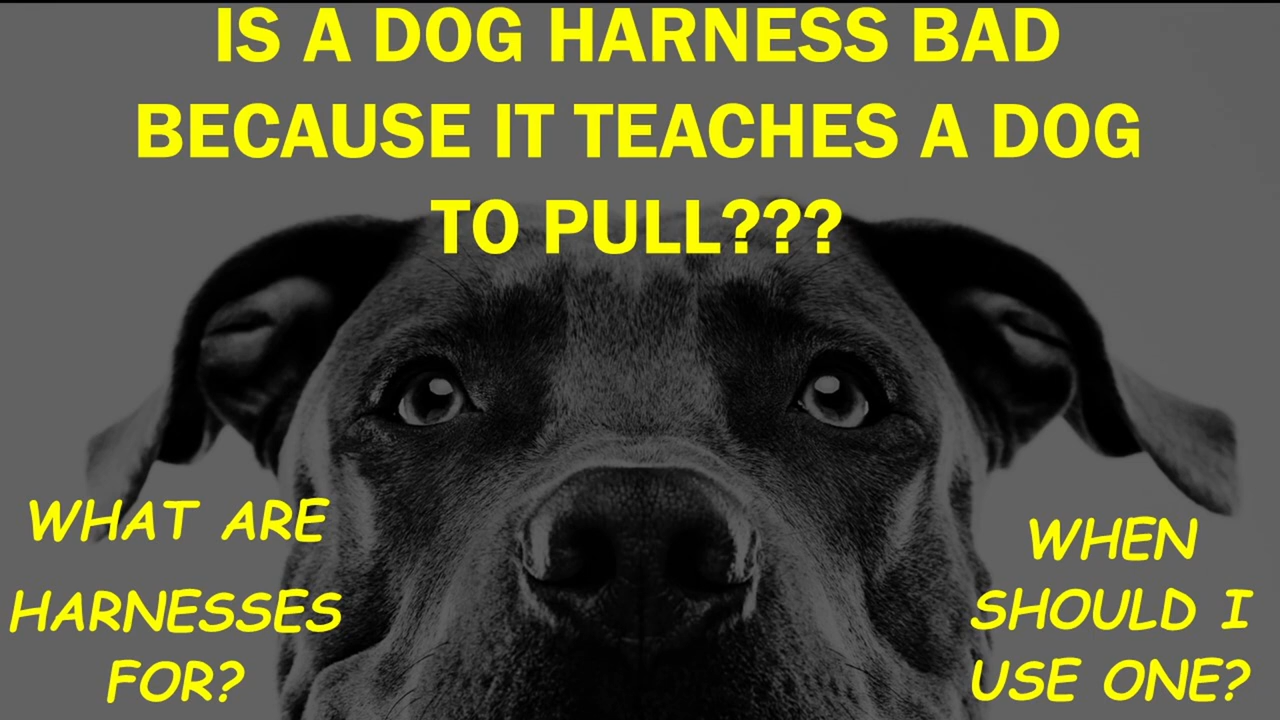 IS A DOG HARNESS BAD
BECAUSE IT TEACHES A DOG
TO PULL???
WHAT ARE
HARNESSES
FOR?
WHEN
SHOULD I
USE ONE?